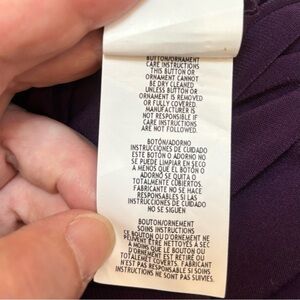 BUTTON/ORNAMENT
CARE INSTRUCTIONS
THIS BUTTON OR
ORNAMENT CANNOT
BE DRY CLEANED
UNLESS BUTTON OR
ORNAMENT IS REMOVED
OR FULLY COVERED.
MANUFACTURER IS
NOT RESPONSIBLE IF
CARE INSTRUCTIONS
ARE NOT FOLLOWED.
BOTÓN/ADORNO
INSTRUCCIONES DE CUIDADO
ESTE BOTÓN O ADORNO NO
SE PUEDE LIMPIAR EN SECO
A MENOS QUE EL BOTÓN O
ADORNO SE QUITA O
TOTALMENTE CUBIERTOS.
FABRICANTE NO SE HACE
RESPONSABLES SI LAS
INSTRUCCIONES DE CUIDADO
NO SE SIGUEN
BOUTON/ORNEMENT
SOINS INSTRUCTIONS
CE BOUTON OU D'ORNEMENT NE
PEUVENT ÊTRE NETTOYÉS À SEC
À MOINS QUE LE BOUTON OU
D'ORNEMENT EST RETIRÉ OU
TOTALEMENT COUVERTS. FABRICANT
N'EST PAS RESPONSABLE SI SOINS
INSTRUCTIONS NE SONT PAS SUIVIES.